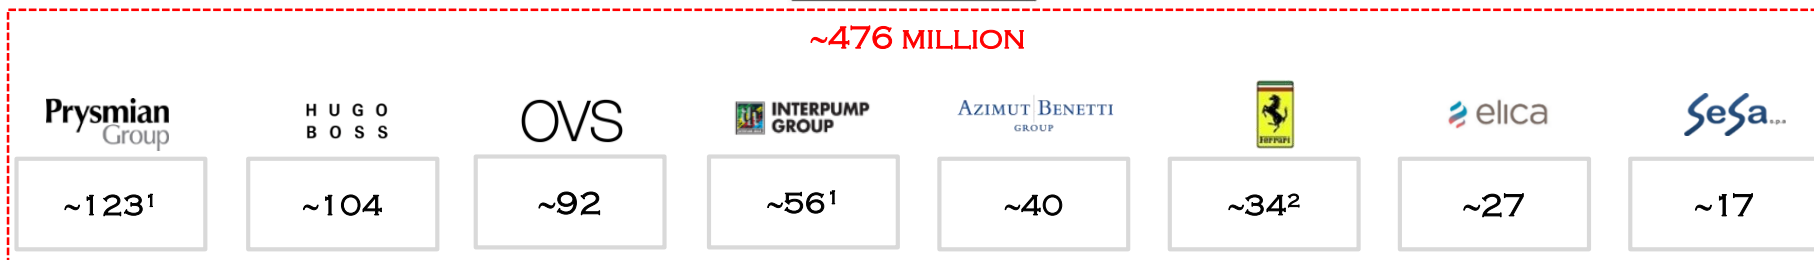 ~476 MILLION
Prysmian
Group
HUGO
BOSS
OVS
INTERPUMP
GROUP
AZIMUT|BENETTI
GROUP
Ferrari
elica
SeSa S.p.A.
~123¹
~104
~92
~56¹
~40
~34²
~27
~17